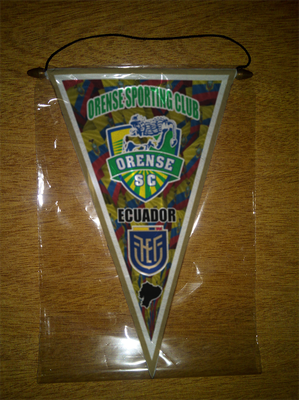 ORENSE SPORTING CLUB
ORENSE
SC
ECUADOR
FEF